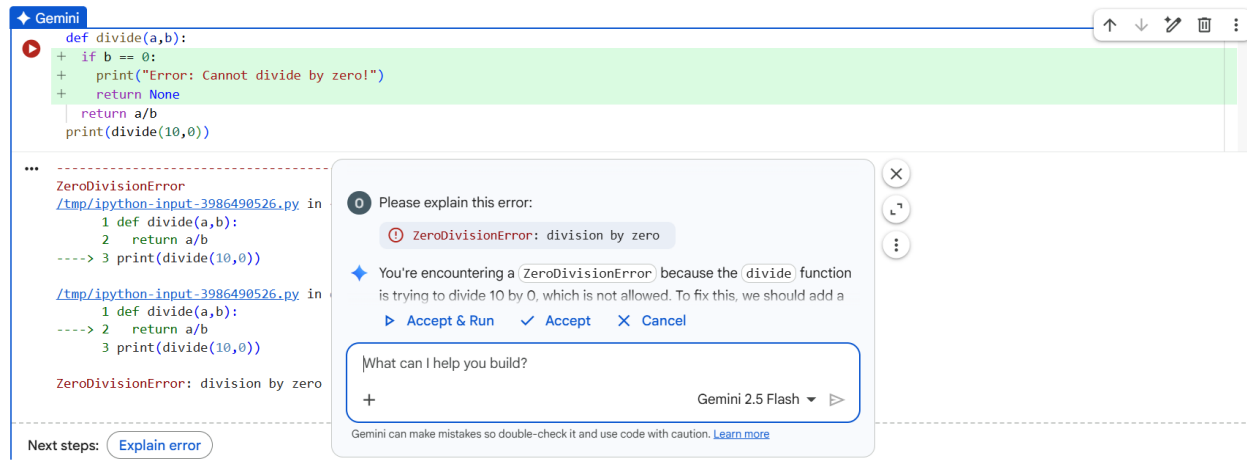 Gemini
def divide(a,b):
+ if b == 0:
+ print("Error: Cannot divide by zero!")
+ return None
return a/b
print(divide(10,0))
---------------------------------------------------------------------------
ZeroDivisionError
/tmp/ipython-input-3986490526.py in
1 def divide(a,b):
2 return a/b
----> 3 print(divide(10,0))
/tmp/ipython-input-3986490526.py in
1 def divide(a,b):
----> 2 return a/b
3 print(divide(10,0))
ZeroDivisionError: division by zero
Next steps:
Explain error
O
Please explain this error:
ZeroDivisionError: division by zero
You're encountering a ZeroDivisionError because the divide function
is trying to divide 10 by 0, which is not allowed. To fix this, we should add a
Accept & Run
Accept
Cancel
What can I help you build?
Gemini 2.5 Flash
Gemini can make mistakes so double-check it and use code with caution. Learn more